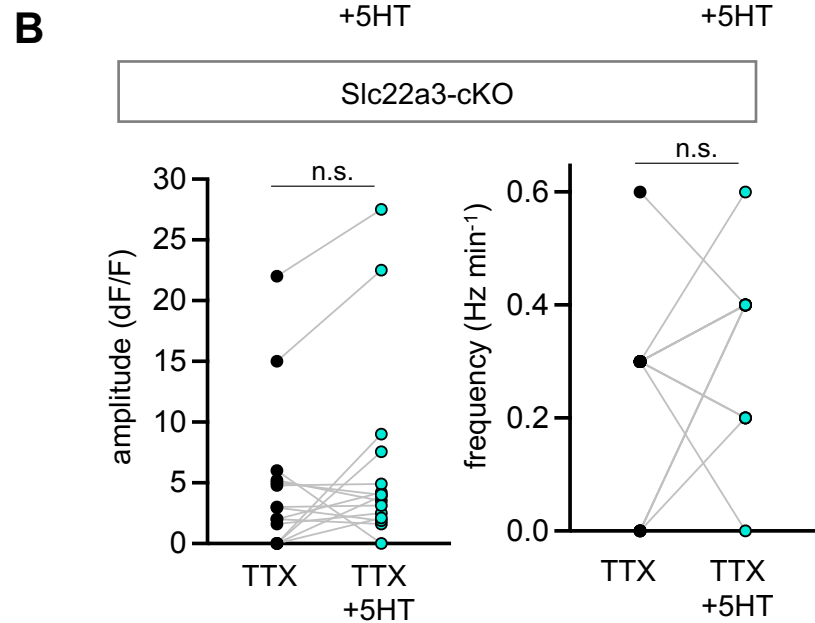 B
+5HT
+5HT
Slc22a3-cKO
n.s.
30
25
20
15
10
5
0
amplitude (dF/F)
TTX
TTX
+5HT
n.s.
0.6
0.4
0.2
0.0
frequency (Hz min⁻¹)
TTX
TTX
+5HT